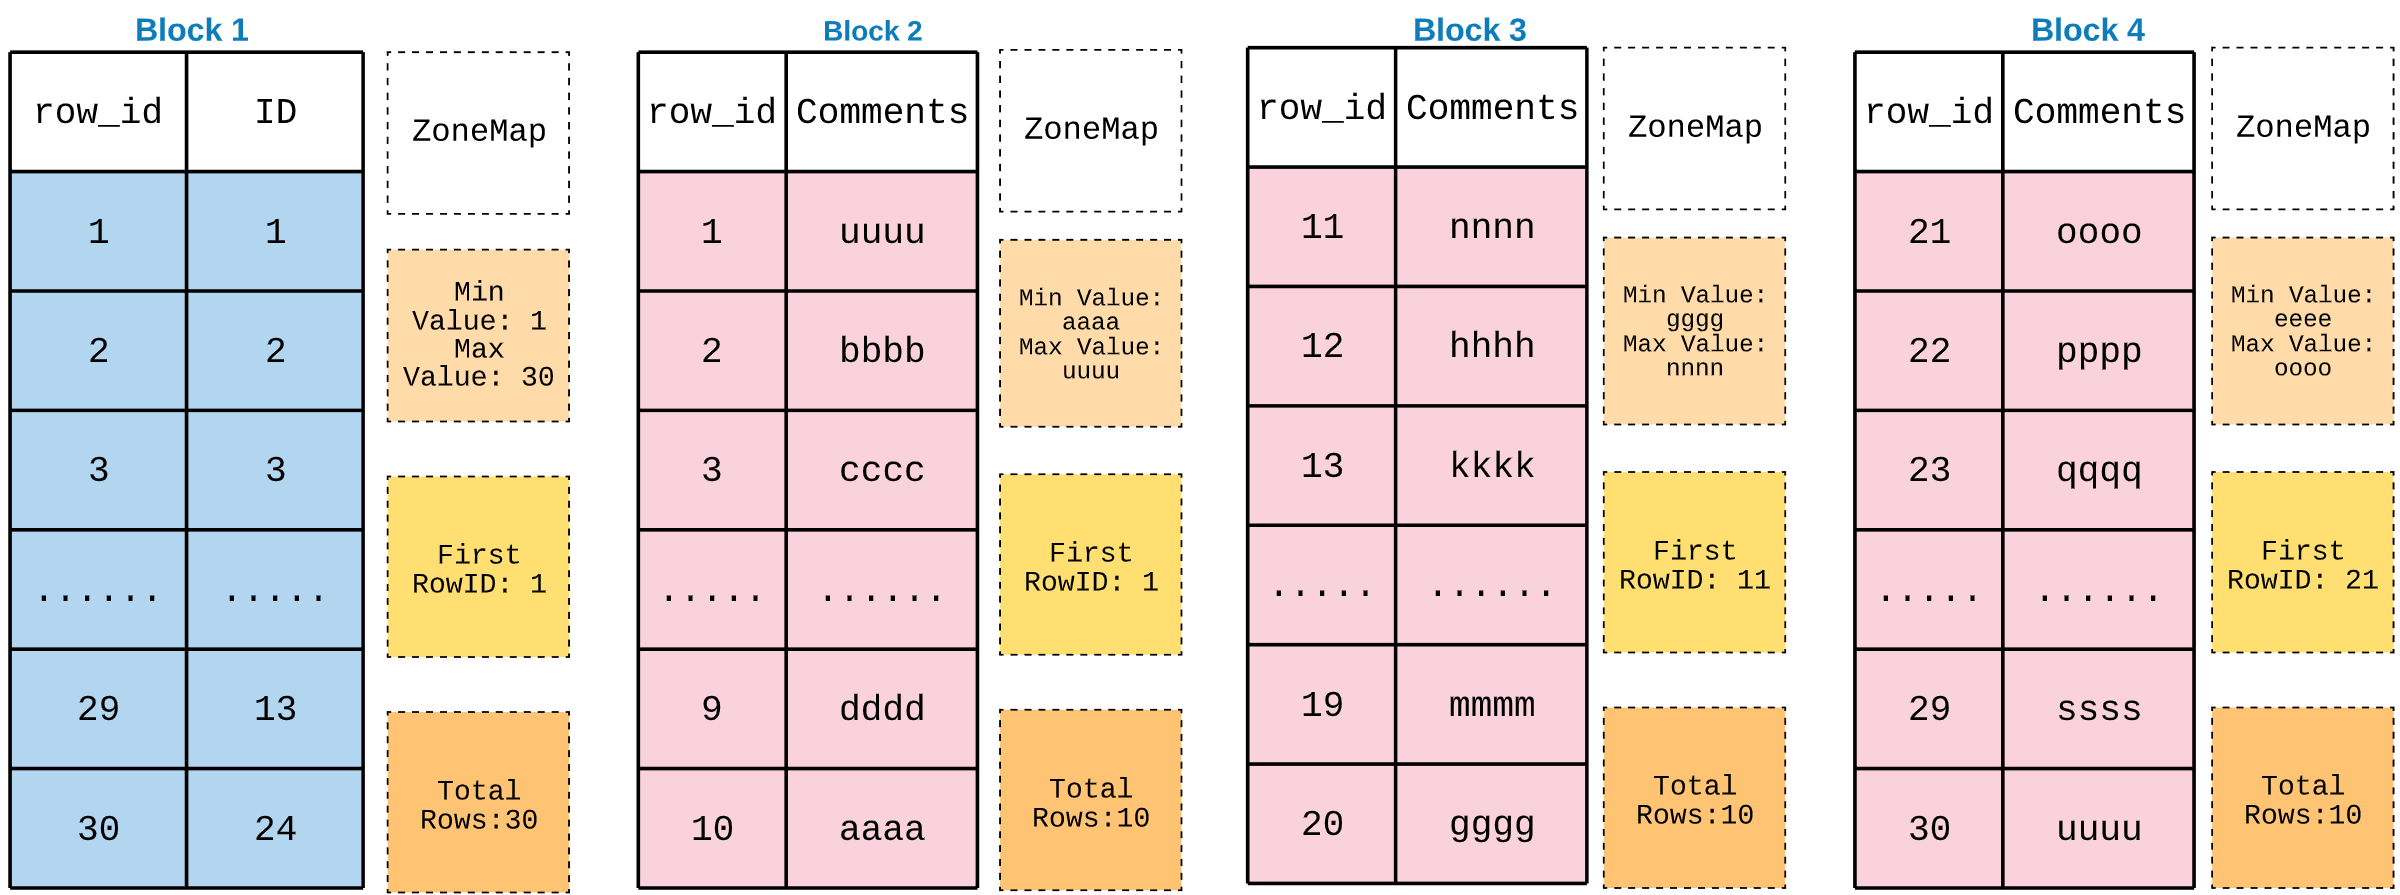 Block 1
row_id ID
1 1
2 2
3 3
...... .....
29 13
30 24
ZoneMap
Min
Value: 1
Max
Value: 30
First
RowID: 1
Total
Rows:30
Block 2
row_id Comments
1 uuuu
2 bbbb
3 cccc
..... ......
9 dddd
10 aaaa
ZoneMap
Min Value:
aaaa
Max Value:
uuuu
First
RowID: 1
Total
Rows:10
Block 3
row_id Comments
11 nnnn
12 hhhh
13 kkkk
..... ......
19 mmmm
20 gggg
ZoneMap
Min Value:
gggg
Max Value:
nnnn
First
RowID: 11
Total
Rows:10
Block 4
row_id Comments
21 oooo
22 pppp
23 qqqq
..... ......
29 ssss
30 uuuu
ZoneMap
Min Value:
eeee
Max Value:
oooo
First
RowID: 21
Total
Rows:10